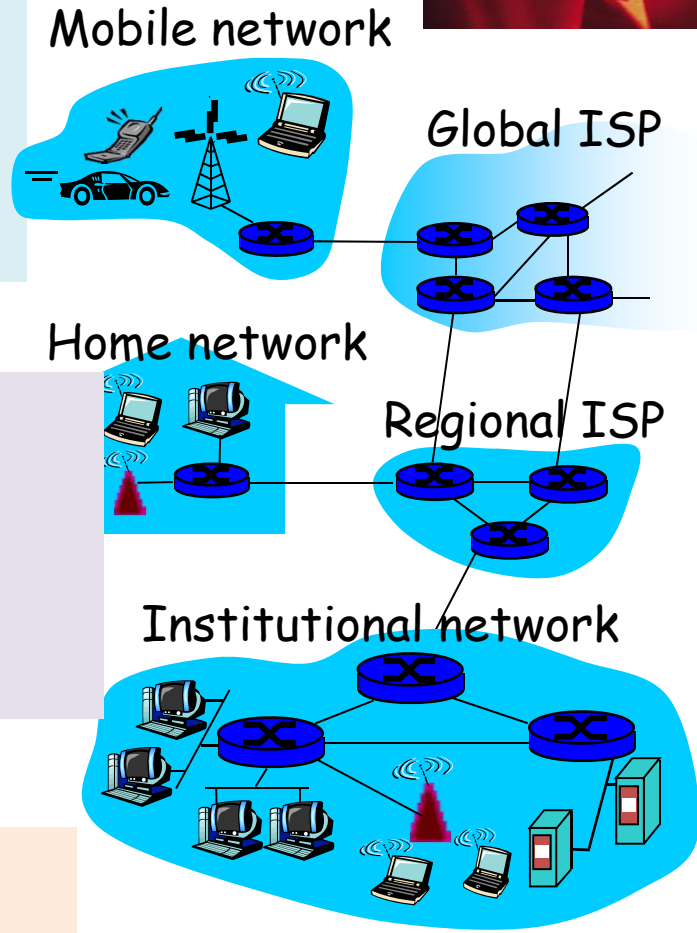 Mobile network
Global ISP
Home network
Regional ISP
Institutional network